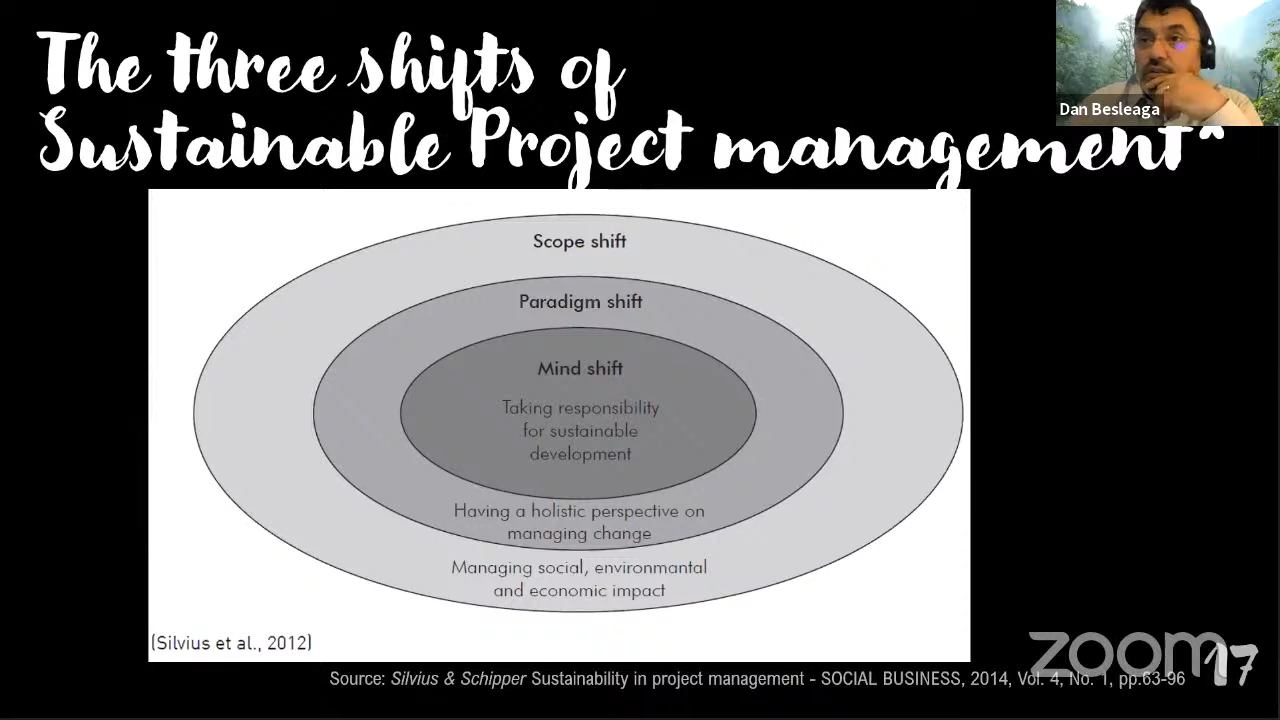 The three shifts of
Sustainable Project management^
Dan Besleaga
Scope shift
Paradigm shift
Mind shift
Taking responsibility
for sustainable
development
Having a holistic perspective on
managing change
Managing social, environmantal
and economic impact
(Silvius et al., 2012)
Source: Silvius & Schipper Sustainability in project management - SOCIAL BUSINESS, 2014, Vol. 4, No. 1, pp.63-96
zoom
17